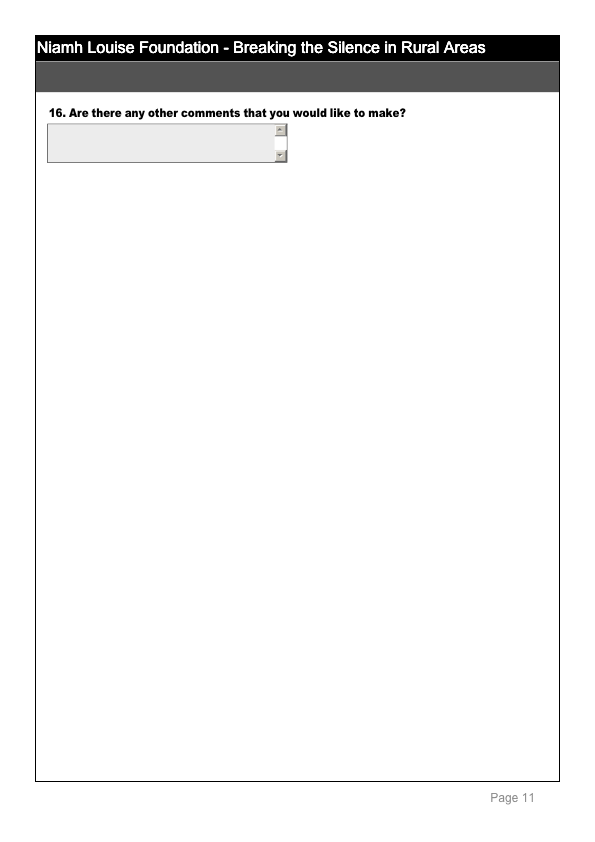 Niamh Louise Foundation - Breaking the Silence in Rural Areas
16. Are there any other comments that you would like to make?
Page 11